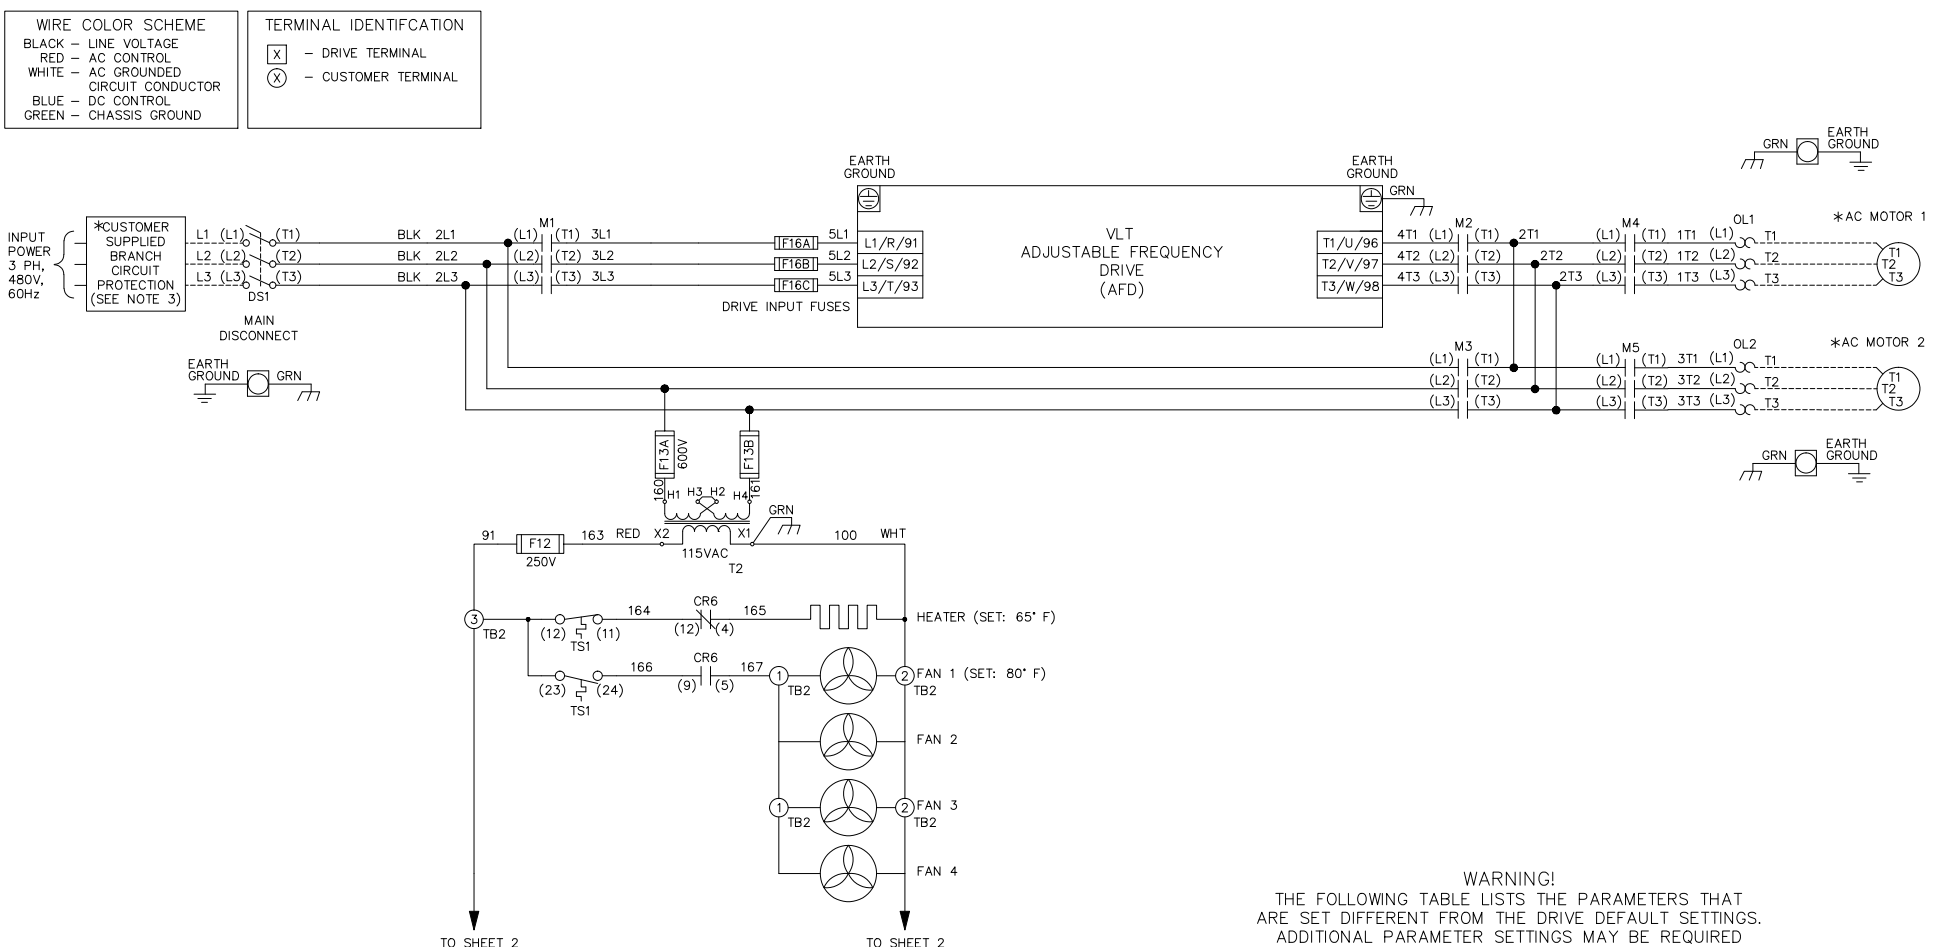 WIRE COLOR SCHEME
BLACK – LINE VOLTAGE
RED – AC CONTROL
WHITE – AC GROUNDED
CIRCUIT CONDUCTOR
BLUE – DC CONTROL
GREEN – CHASSIS GROUND
TERMINAL IDENTIFCATION
X – DRIVE TERMINAL
X – CUSTOMER TERMINAL
INPUT
POWER
3 PH,
480V,
60Hz
*CUSTOMER
SUPPLIED
BRANCH
CIRCUIT
PROTECTION
(SEE NOTE 3)
L1 (L1) (T1) BLK 2L1
L2 (L2) (T2) BLK 2L2
L3 (L3) (T3) BLK 2L3
DS1
MAIN
DISCONNECT
EARTH
GROUND GRN
M1
(L1) (T1) 3L1 F16A 5L1
(L2) (T2) 3L2 F16B 5L2
(L3) (T3) 3L3 F16C 5L3
DRIVE INPUT FUSES
EARTH
GROUND
L1/R/91
L2/S/92
L3/T/93
VLT
ADJUSTABLE FREQUENCY
DRIVE
(AFD)
EARTH
GROUND
GRN
T1/U/96
T2/V/97
T3/W/98
M2
4T1 (L1) (T1) 2T1
4T2 (L2) (T2) 2T2
4T3 (L3) (T3) 2T3
M4
(L1) (T1) 1T1 (L1) T1
(L2) (T2) 1T2 (L2) T2
(L3) (T3) 1T3 (L3) T3
OL1
*AC MOTOR 1
T1
T2
T3
GRN
EARTH
GROUND
M3
(L1) (T1)
(L2) (T2)
(L3) (T3)
M5
(L1) (T1) 3T1 (L1) T1
(L2) (T2) 3T2 (L2) T2
(L3) (T3) 3T3 (L3) T3
OL2
*AC MOTOR 2
T1
T2
T3
GRN
EARTH
GROUND
F13A
600V
F13B
160
161
H1 H3 H2 H4
GRN
91 F12 163 RED X2 X1 100 WHT
250V
115VAC
T2
3
TB2
(12) (11)
TS1
164
CR6
(12) (4)
165
HEATER (SET: 65° F)
(23) (24)
TS1
166
CR6
(9) (5)
167
1
TB2
2
TB2
FAN 1 (SET: 80° F)
FAN 2
1
TB2
2
TB2
FAN 3
FAN 4
TO SHEET 2
TO SHEET 2
WARNING!
THE FOLLOWING TABLE LISTS THE PARAMETERS THAT
ARE SET DIFFERENT FROM THE DRIVE DEFAULT SETTINGS.
ADDITIONAL PARAMETER SETTINGS MAY BE REQUIRED